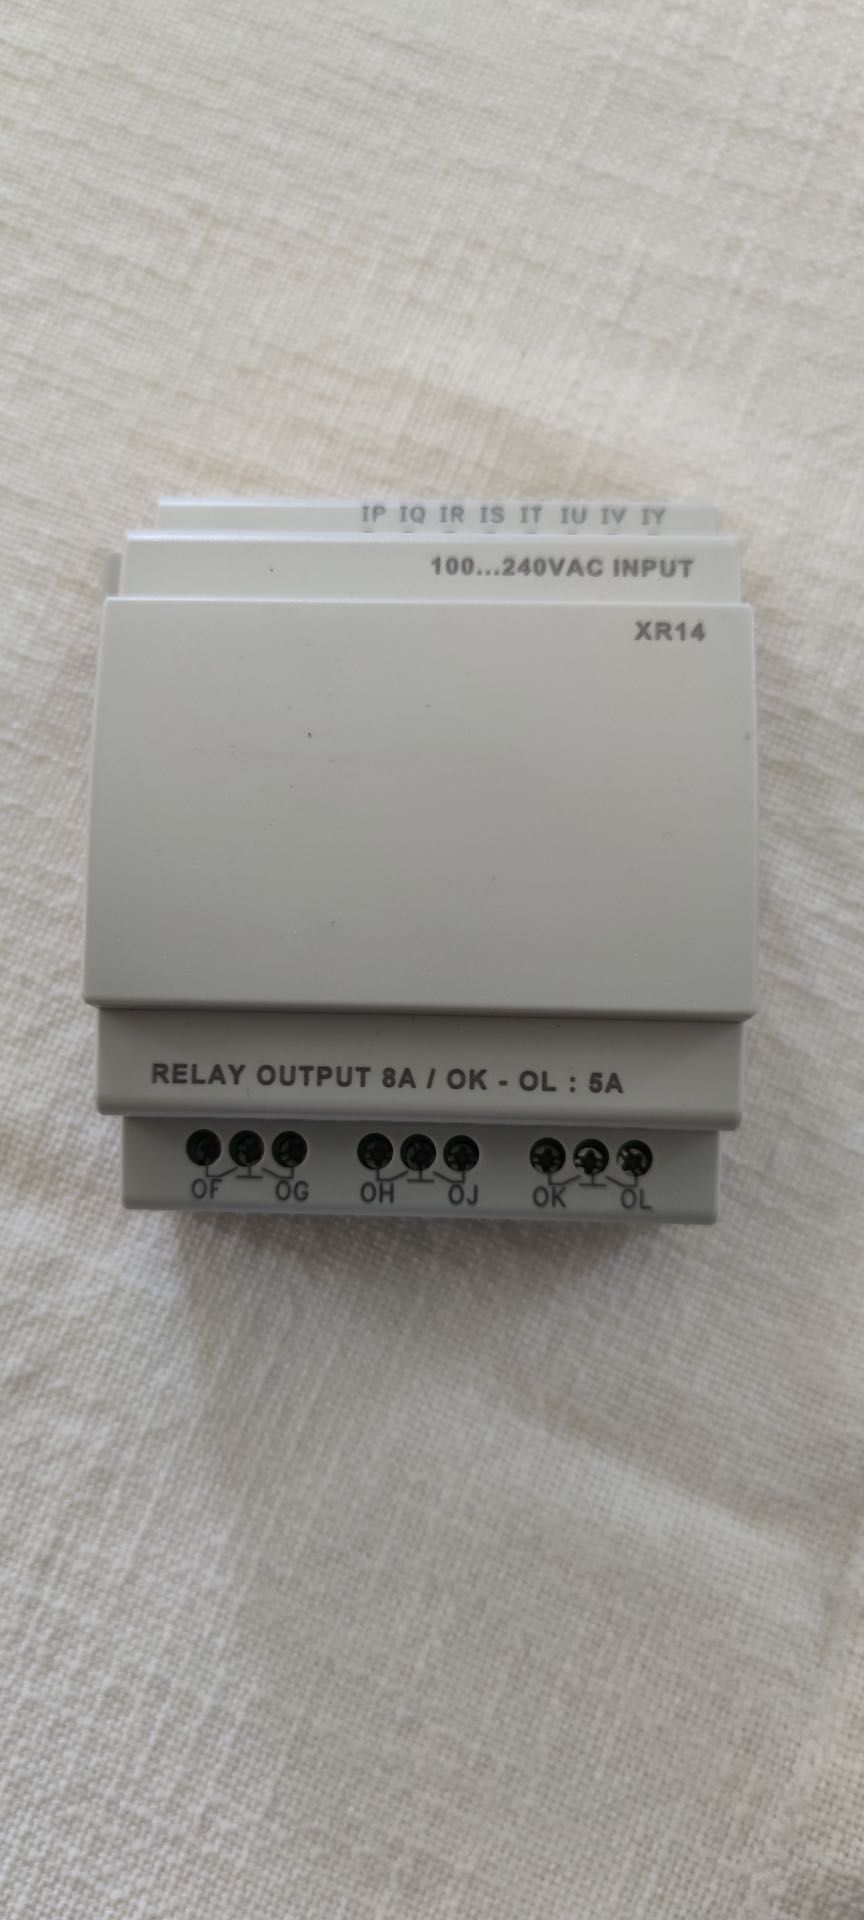 IP IQ IR IS IT IU IV IY
100...240VAC INPUT
XR14
RELAY OUTPUT 8A / OK - OL : 5A
OF OG OH OJ OK OL